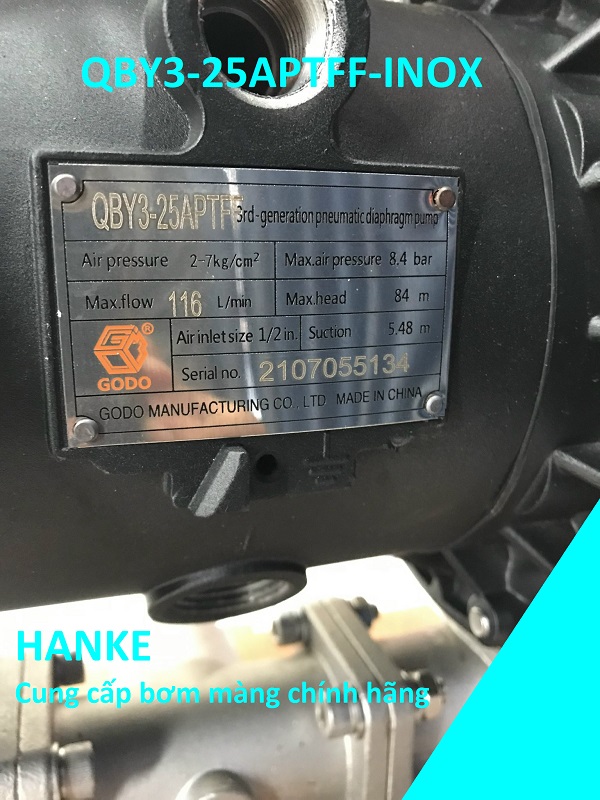 QBY3-25APTFF-INOX
QBY3-25APTFF 3rd-generation pneumatic diaphragm pump
Air pressure 2-7kg/cm² Max.air pressure 8.4 bar
Max.flow 116 L/min Max.head 84 m
Air inlet size 1/2 in. Suction 5.48 m
GODO ® Serial no. 2107055134
GODO MANUFACTURING CO., LTD MADE IN CHINA
HANKE
Cung cấp bơm màng chính hãng